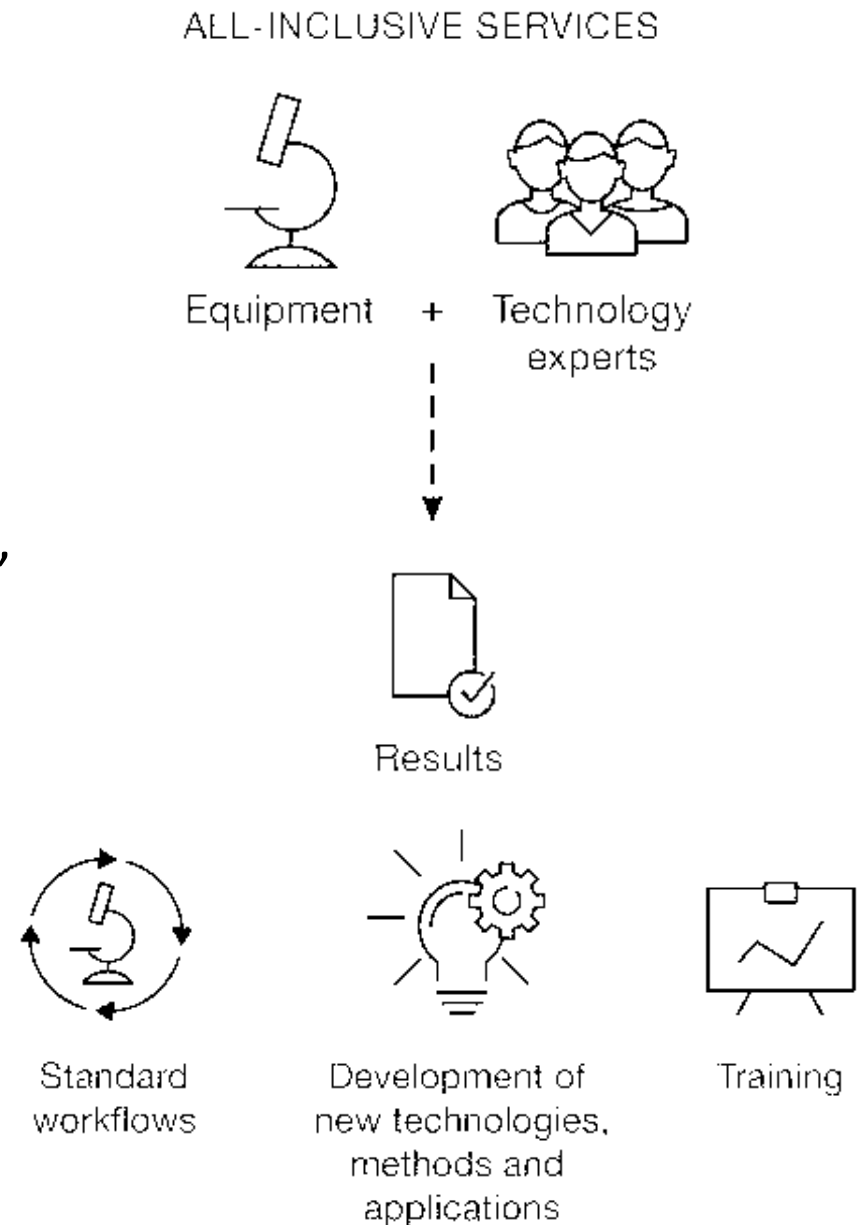 ALL-INCLUSIVE SERVICES
Equipment + Technology
experts
,
Results
Standard
workflows
Development of
new technologies,
methods and
applications
Training